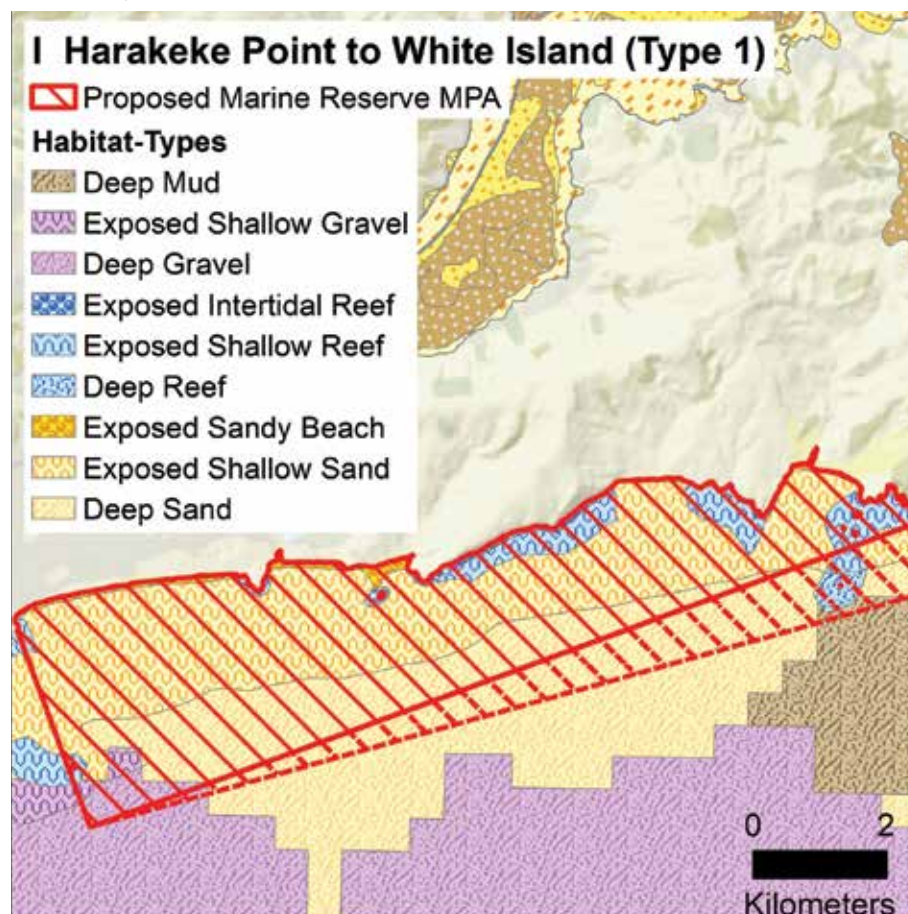 I Harakeke Point to White Island (Type 1)
Proposed Marine Reserve MPA
Habitat-Types
Deep Mud
Exposed Shallow Gravel
Deep Gravel
Exposed Intertidal Reef
Exposed Shallow Reef
Deep Reef
Exposed Sandy Beach
Exposed Shallow Sand
Deep Sand
0 2
Kilometers